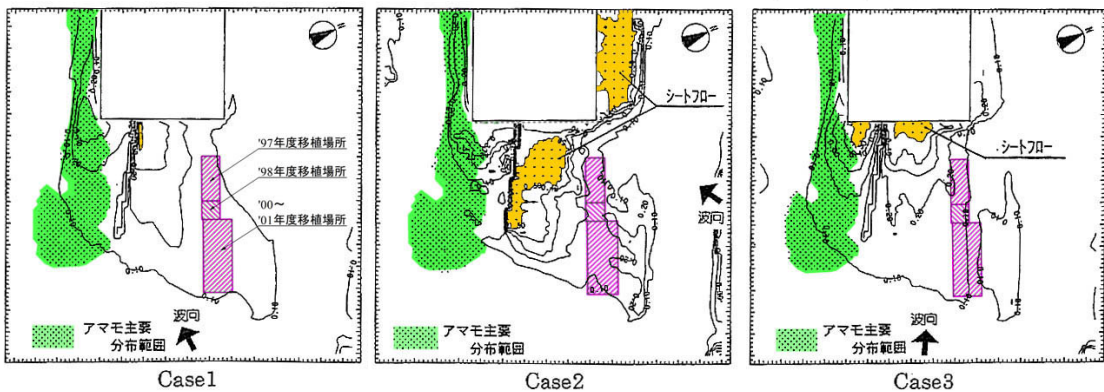 N
'97年度移植場所
'98年度移植場所
'00〜
'01年度移植場所
波向
アマモ主要
分布範囲
Case1
N
シートフロー
波向
アマモ主要
分布範囲
Case2
N
シートフロー
波向
アマモ主要
分布範囲
Case3